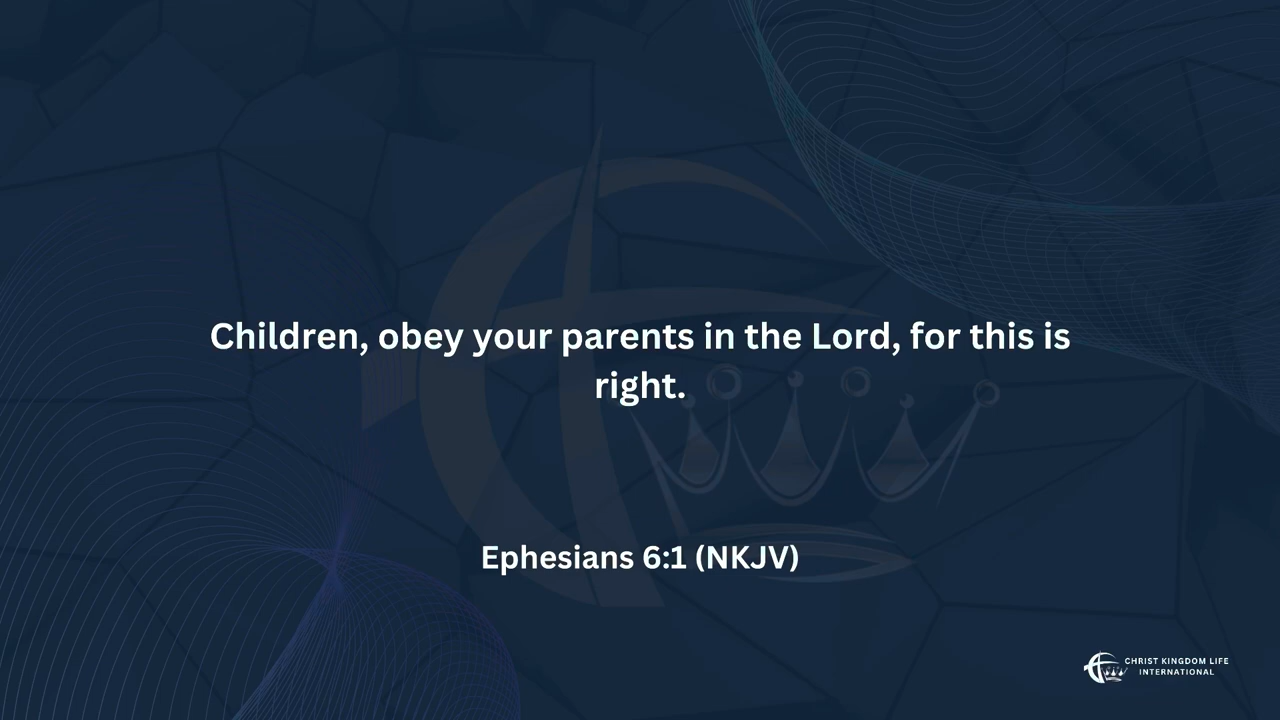 Children, obey your parents in the Lord, for this is
right.
Ephesians 6:1 (NKJV)
CHRIST KINGDOM LIFE
INTERNATIONAL